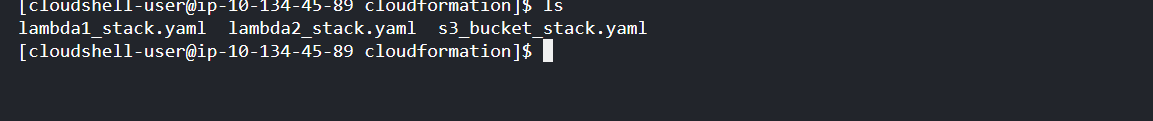 [cloudshell-user@ip-10-134-45-89 cloudformation]$ ls
lambda1_stack.yaml  lambda2_stack.yaml  s3_bucket_stack.yaml
[cloudshell-user@ip-10-134-45-89 cloudformation]$